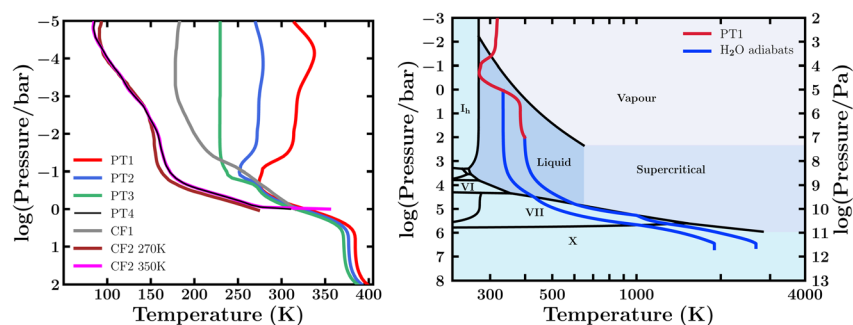 log(Pressure/bar)
−5
−4
−3
−2
−1
0
1
2
PT1
PT2
PT3
PT4
CF1
CF2 270K
CF2 350K
100
150
200
250
300
350
400
Temperature (K)
log(Pressure/bar)
−3
−2
−1
0
1
2
3
4
5
6
7
8
PT1
H₂O adiabats
Vapour
Iₕ
Liquid
Supercritical
VI
VII
X
300
500
1000
4000
Temperature (K)
2
3
4
5
6
7
8
9
10
11
12
13
log(Pressure/Pa)